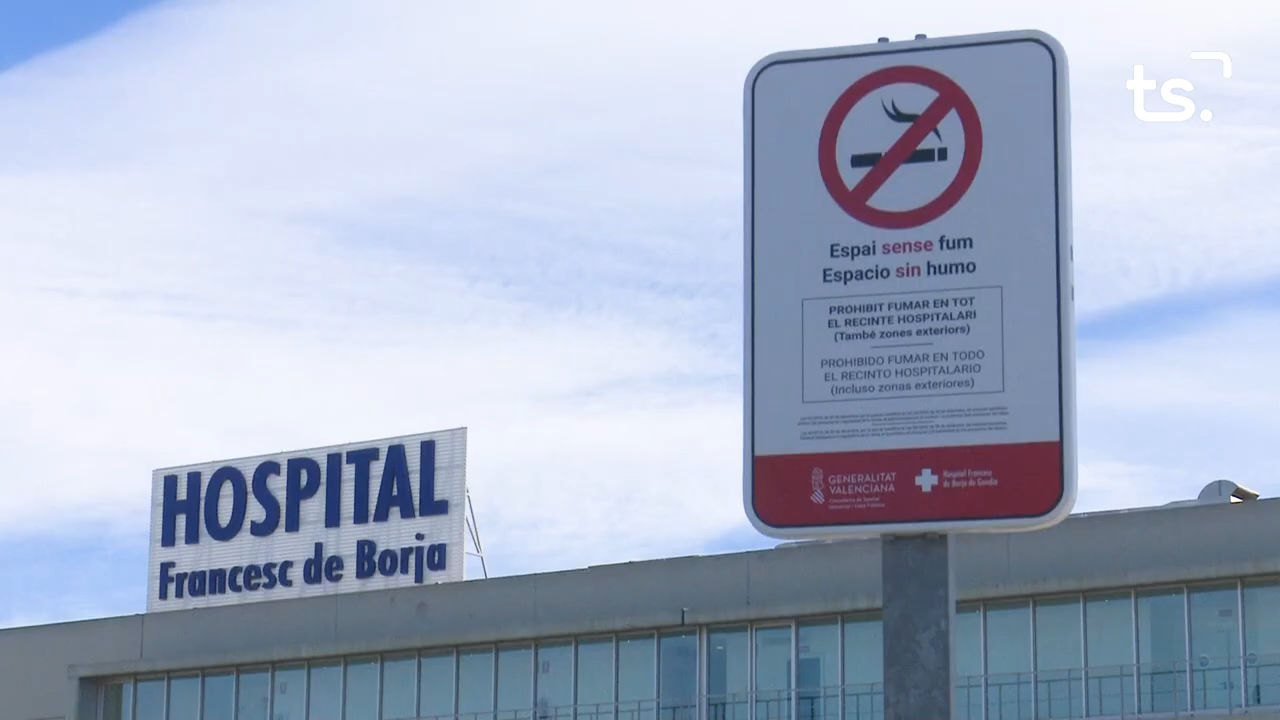 ts.
Espai sense fum
Espacio sin humo
PROHIBIT FUMAR EN TOT
EL RECINTE HOSPITALARI
(També zones exteriors)
PROHIBIDO FUMAR EN TODO
EL RECINTO HOSPITALARIO
(Incluso zonas exteriores)
GENERALITAT
VALENCIANA
Hospital Francesc
de Borja de Gandia
HOSPITAL
Francesc de Borja